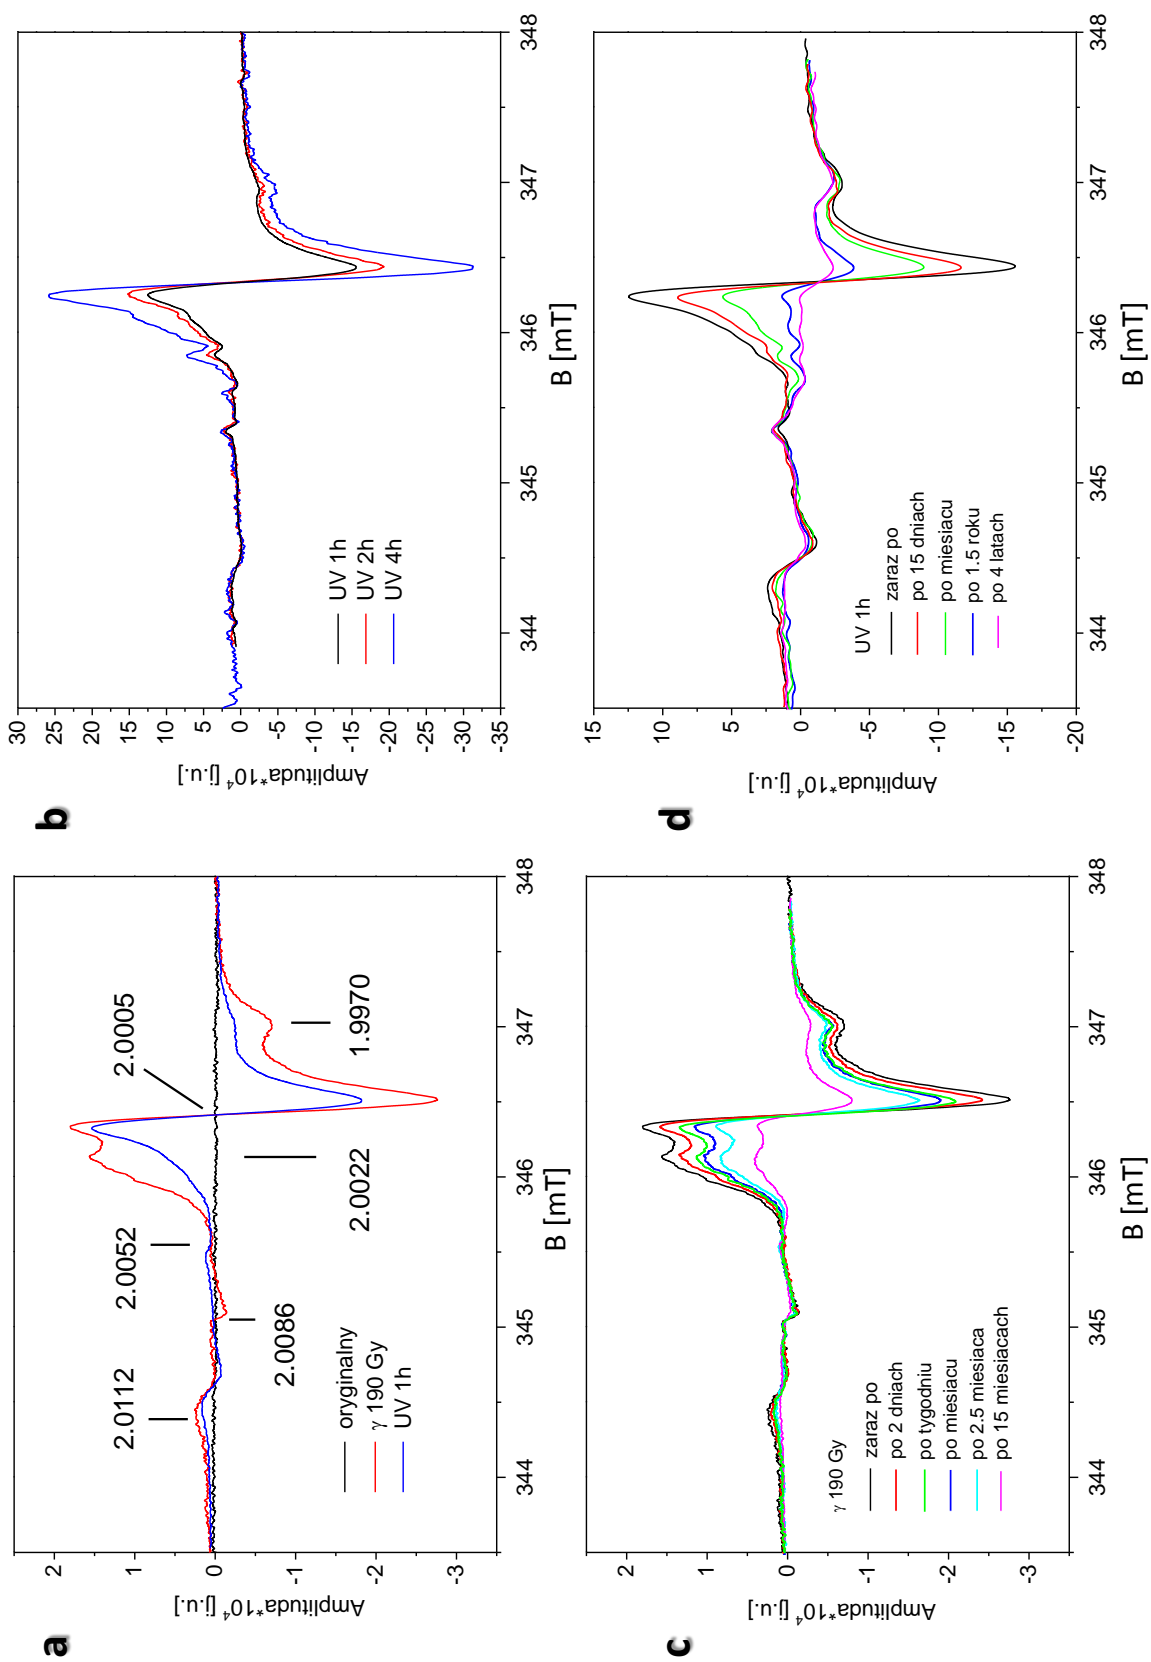 a
Amplituda*10⁴ [j.u.]
2
1
0
-1
-2
-3
2.0112
2.0052
2.0005
2.0086
2.0022
1.9970
oryginalny
γ 190 Gy
UV 1h
344
345
346
347
348
B [mT]
b
Amplituda*10⁴ [j.u.]
30
25
20
15
10
5
0
-5
-10
-15
-20
-25
-30
-35
UV 1h
UV 2h
UV 4h
344
345
346
347
348
B [mT]
c
Amplituda*10⁴ [j.u.]
2
1
0
-1
-2
-3
γ 190 Gy
zaraz po
po 2 dniach
po tygodniu
po miesiacu
po 2.5 miesiaca
po 15 miesiacach
344
345
346
347
348
B [mT]
d
Amplituda*10⁴ [j.u.]
15
10
5
0
-5
-10
-15
-20
UV 1h
zaraz po
po 15 dniach
po miesiacu
po 1.5 roku
po 4 latach
344
345
346
347
348
B [mT]